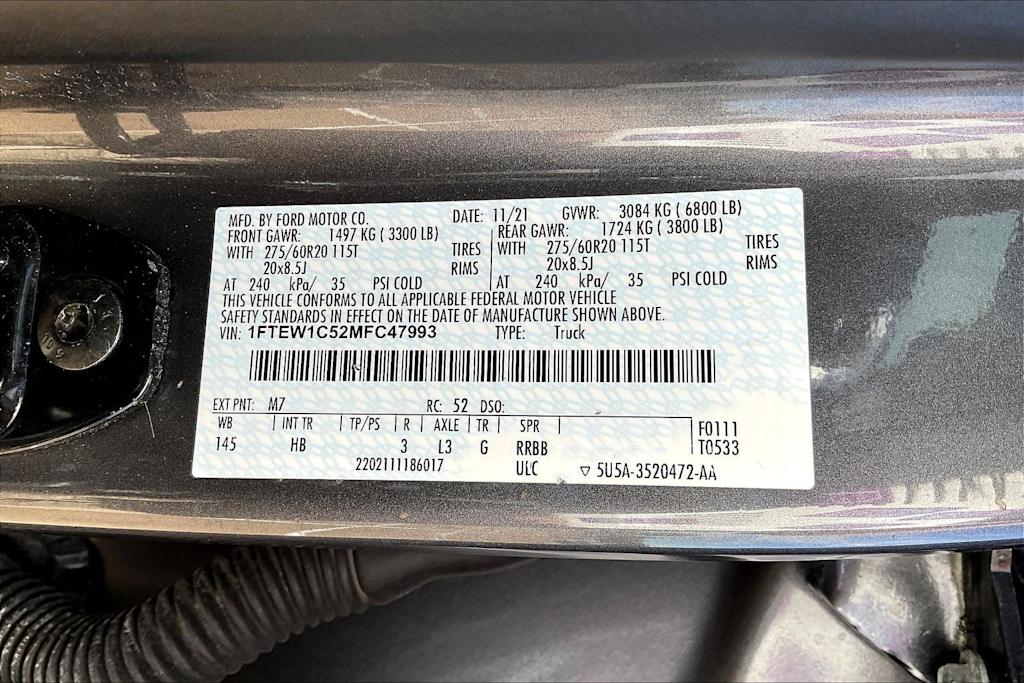 MFD. BY FORD MOTOR CO. DATE: 11/21 GVWR: 3084 KG ( 6800 LB)
FRONT GAWR: 1497 KG ( 3300 LB) REAR GAWR: 1724 KG ( 3800 LB)
WITH 275/60R20 115T TIRES WITH 275/60R20 115T TIRES
20x8.5J RIMS 20x8.5J RIMS
AT 240 kPa/ 35 PSI COLD AT 240 kPa/ 35 PSI COLD
THIS VEHICLE CONFORMS TO ALL APPLICABLE FEDERAL MOTOR VEHICLE
SAFETY STANDARDS IN EFFECT ON THE DATE OF MANUFACTURE SHOWN ABOVE.
VIN: 1FTEW1C52MFC47993 TYPE: Truck
EXT PNT: M7 RC: 52 DSO:
WB INT TR TP/PS R AXLE TR SPR F0111
145 HB 3 L3 G RRBB T0533
2202111186017 ULC ▽ 5U5A-3520472-AA